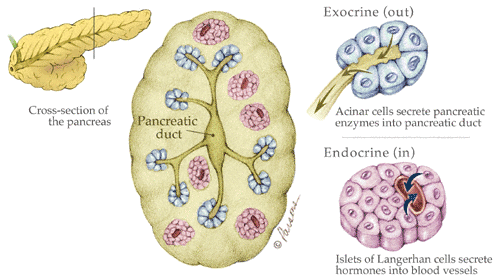 Cross-section of
the pancreas
Pancreatic
duct
Exocrine (out)
Acinar cells secrete pancreatic
enzymes into pancreatic duct
Endocrine (in)
Islets of Langerhan cells secrete
hormones into blood vessels
©